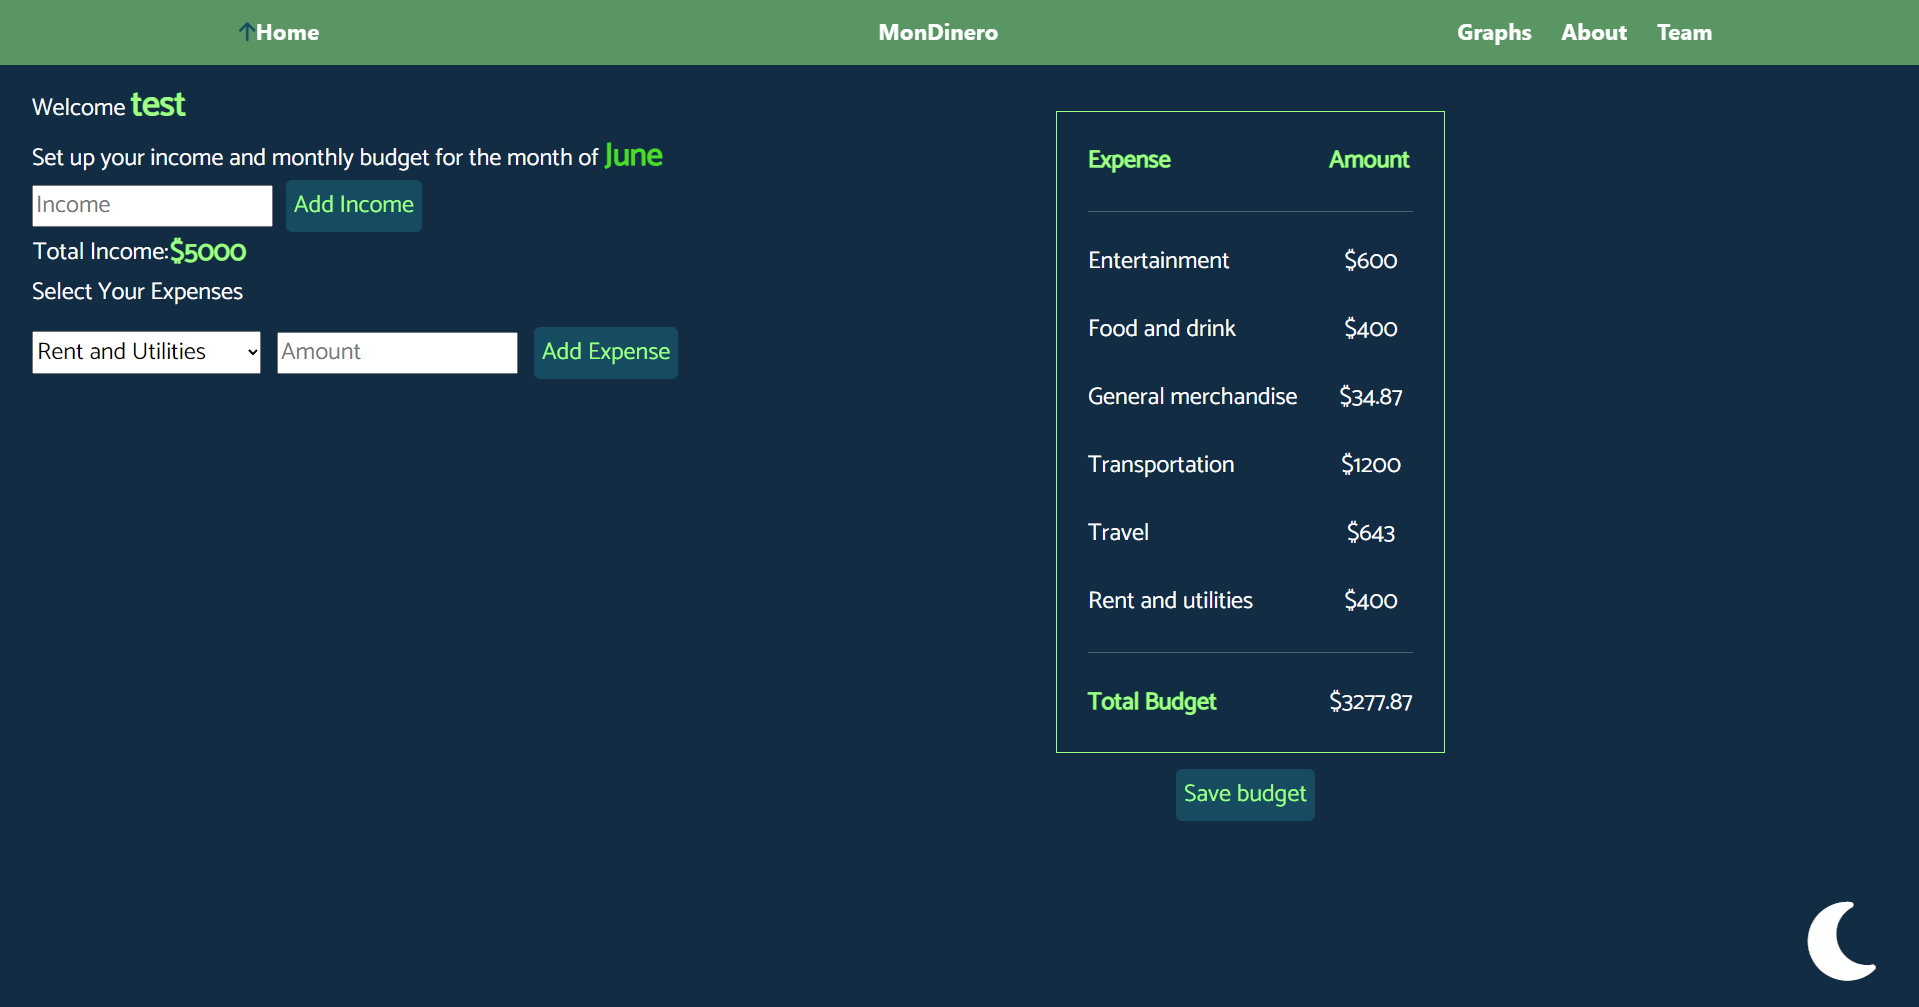 ↑Home MonDinero Graphs About Team
Welcome test
Set up your income and monthly budget for the month of June
Income Add Income
Total Income:$5000
Select Your Expenses
Rent and Utilities Amount Add Expense
Expense Amount
Entertainment $600
Food and drink $400
General merchandise $34.87
Transportation $1200
Travel $643
Rent and utilities $400
Total Budget $3277.87
Save budget